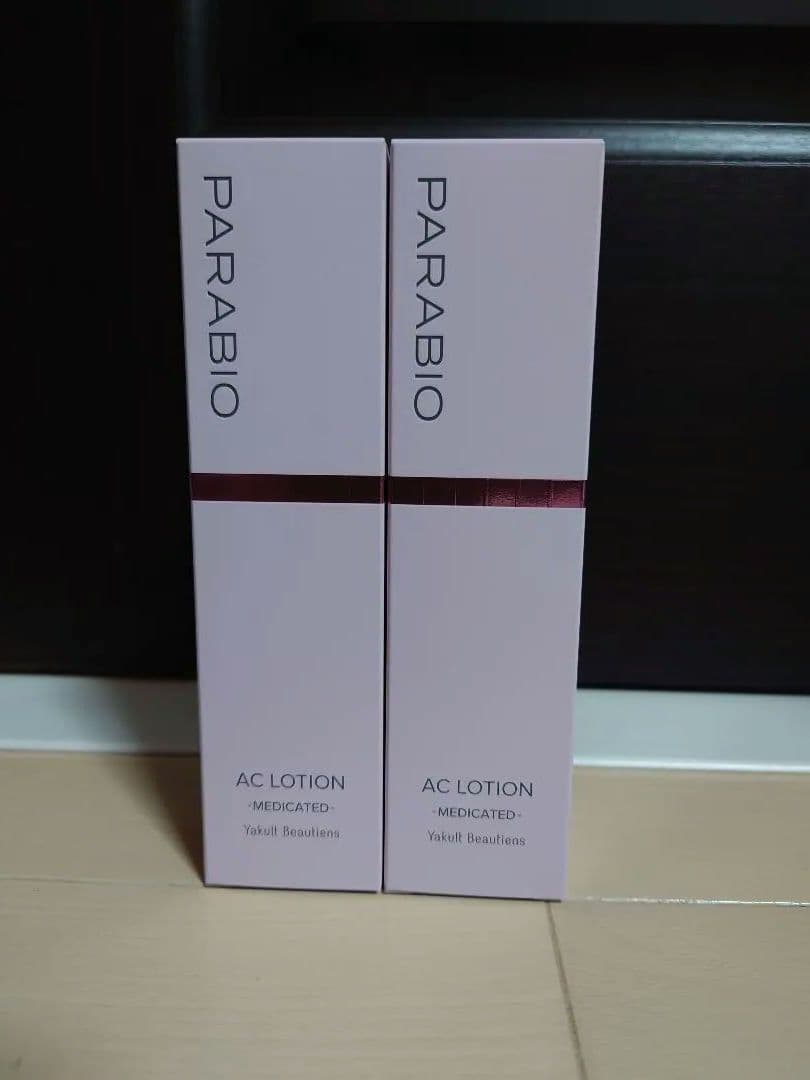 PARABIO
AC LOTION
-MEDICATED-
Yakult Beautiens
PARABIO
AC LOTION
-MEDICATED-
Yakult Beautiens